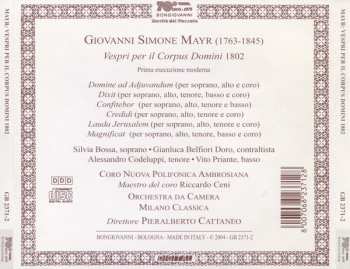 BONGIOVANNI
GIOVANNI SIMONE MAYR (1763-1845)
Vespri per il Corpus Domini 1802
Prima esecuzione moderna
Domine ad Adjuvandum (per soprano, alto e coro)
Dixit (per soprano, alto, tenore, basso e coro)
Confitebor (per soprano, alto, tenore e coro)
Credidi (per soprano, alto, tenore e coro)
Lauda Jerusalem (per soprano, alto e coro)
Magnificat (per soprano, alto, tenore, basso e coro)
Silvia Bossa, soprano • Gianluca Belfiori Doro, contraltista
Alessandro Codeluppi, tenore • Vito Priante, basso
CORO NUOVA POLIFONICA AMBROSIANA
Maestro del coro Riccardo Ceni
ORCHESTRA DA CAMERA
MILANO CLASSICA
Direttore PIERALBERTO CATTANEO
BONGIOVANNI - BOLOGNA - MADE IN ITALY - © 2004 - GB 2371-2
8007068237128
MAYR: VESPRI PER IL CORPUS DOMINI 1802
GB 2371-2
MAYR: VESPRI PER IL CORPUS DOMINI 1802
GB 2371-2